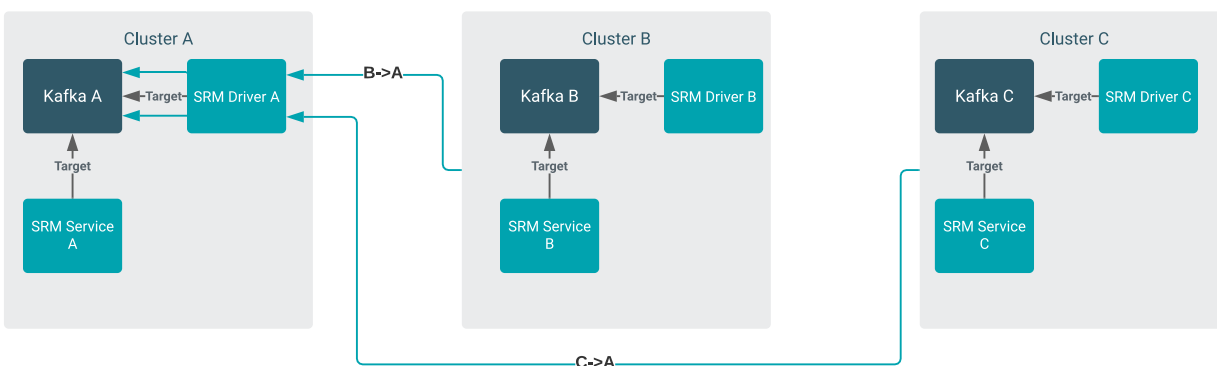 Cluster A
Kafka A
Target
SRM Driver A
Target
SRM Service
A
B->A
Cluster B
Kafka B
Target
SRM Driver B
Target
SRM Service
B
Cluster C
Kafka C
Target
SRM Driver C
Target
SRM Service
C
C->A